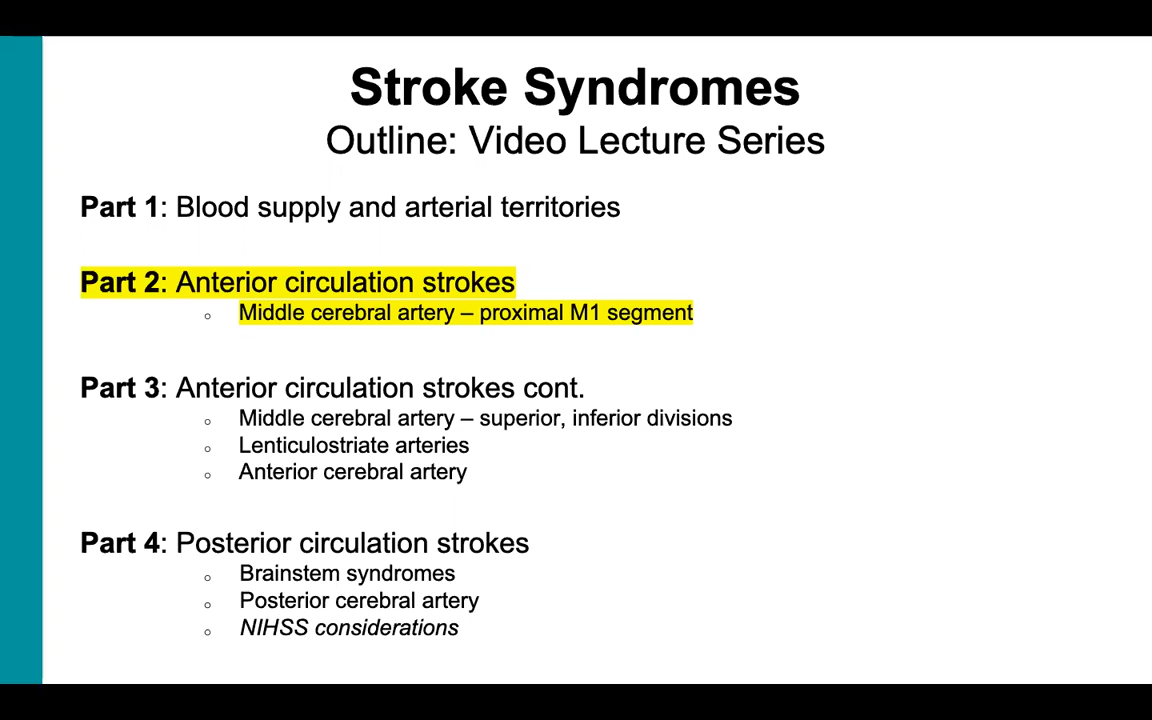 Stroke Syndromes
Outline: Video Lecture Series
Part 1: Blood supply and arterial territories
Part 2: Anterior circulation strokes
○ Middle cerebral artery – proximal M1 segment
Part 3: Anterior circulation strokes cont.
○ Middle cerebral artery – superior, inferior divisions
○ Lenticulostriate arteries
○ Anterior cerebral artery
Part 4: Posterior circulation strokes
○ Brainstem syndromes
○ Posterior cerebral artery
○ NIHSS considerations